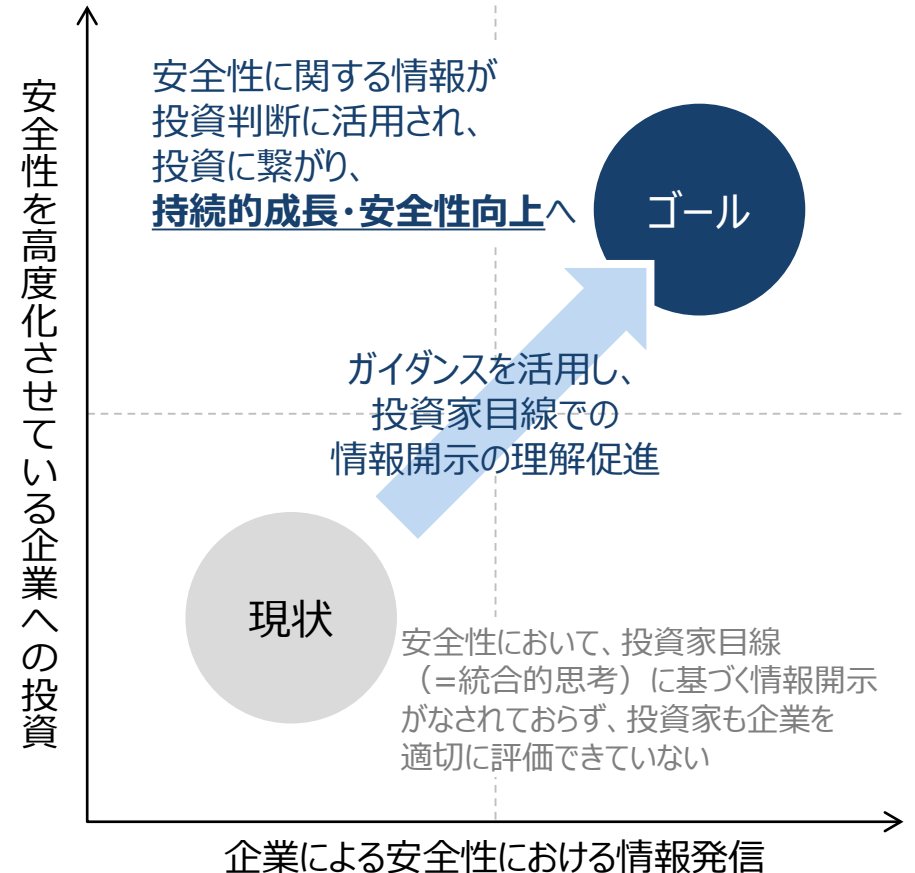 安全性を高度化させている企業への投資
安全性に関する情報が
投資判断に活用され、
投資に繋がり、
持続的成長・安全性向上へ
ゴール
ガイダンスを活用し、
投資家目線での
情報開示の理解促進
現状
安全性において、投資家目線
（=統合的思考）に基づく情報開示
がなされておらず、投資家も企業を
適切に評価できていない
企業による安全性における情報発信